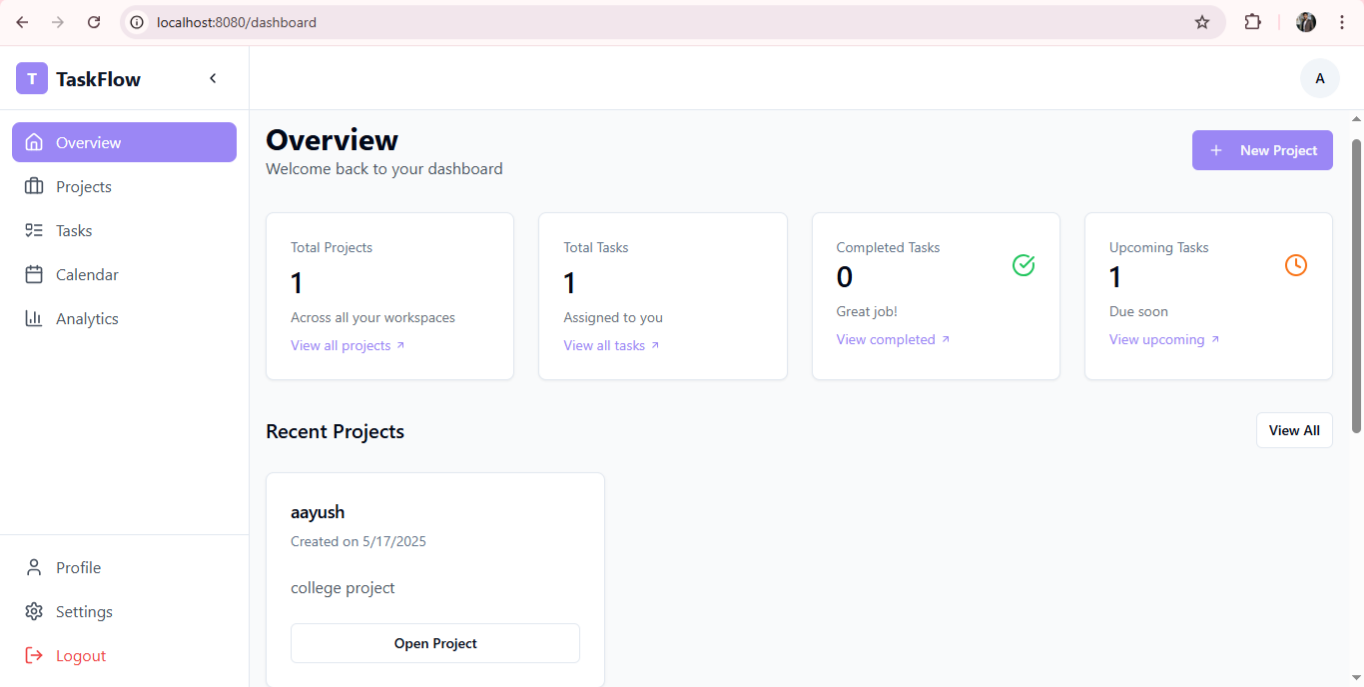 localhost:8080/dashboard
T TaskFlow
A
Overview
Projects
Tasks
Calendar
Analytics
Profile
Settings
Logout
Overview
Welcome back to your dashboard
+ New Project
Total Projects
1
Across all your workspaces
View all projects
Total Tasks
1
Assigned to you
View all tasks
Completed Tasks
0
Great job!
View completed
Upcoming Tasks
1
Due soon
View upcoming
Recent Projects
View All
aayush
Created on 5/17/2025
college project
Open Project